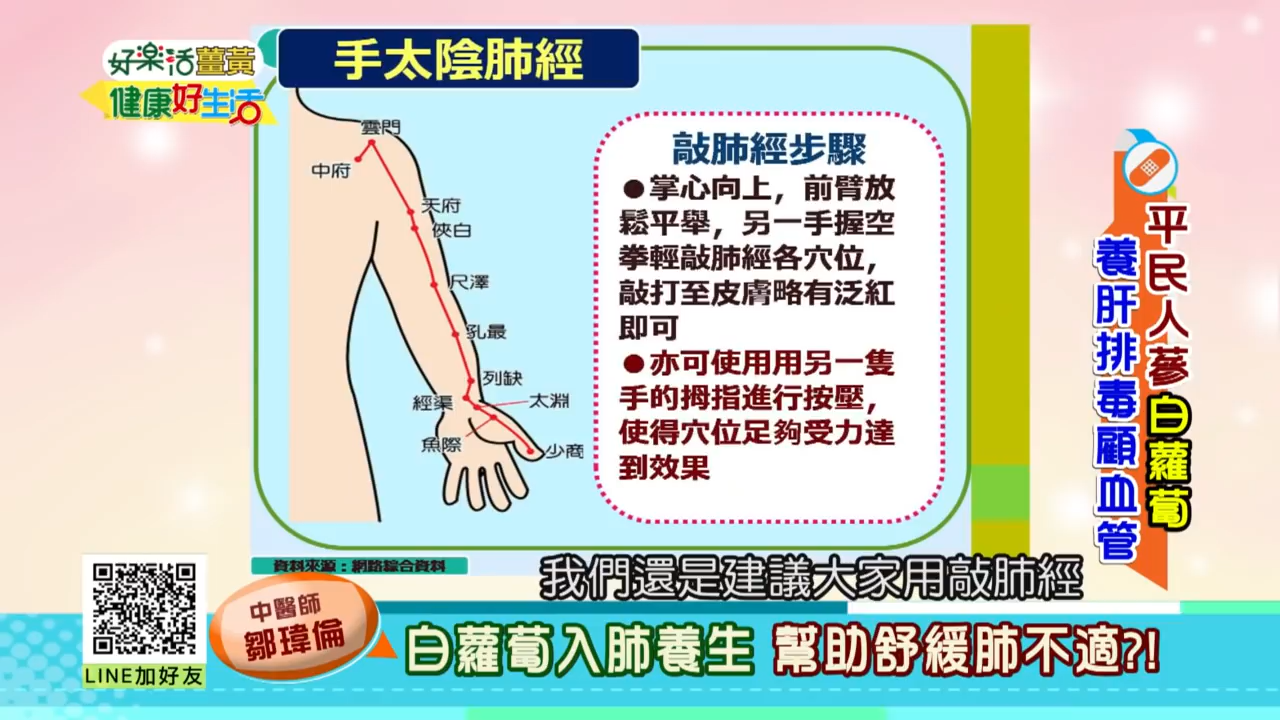 好樂活薑黃
健康好生活
手太陰肺經
雲門
中府
天府
俠白
尺澤
孔最
列缺
經渠
太淵
魚際
少商
敲肺經步驟
●掌心向上，前臂放
鬆平舉，另一手握空
拳輕敲肺經各穴位，
敲打至皮膚略有泛紅
即可
●亦可使用用另一隻
手的拇指進行按壓，
使得穴位足夠受力達
到效果
平民人蔘白蘿蔔
養肝排毒顧血管
資料來源：網路綜合資料
我們還是建議大家用敲肺經
中醫師
鄒瑋倫
白蘿蔔入肺養生 幫助舒緩肺不適?!
LINE加好友